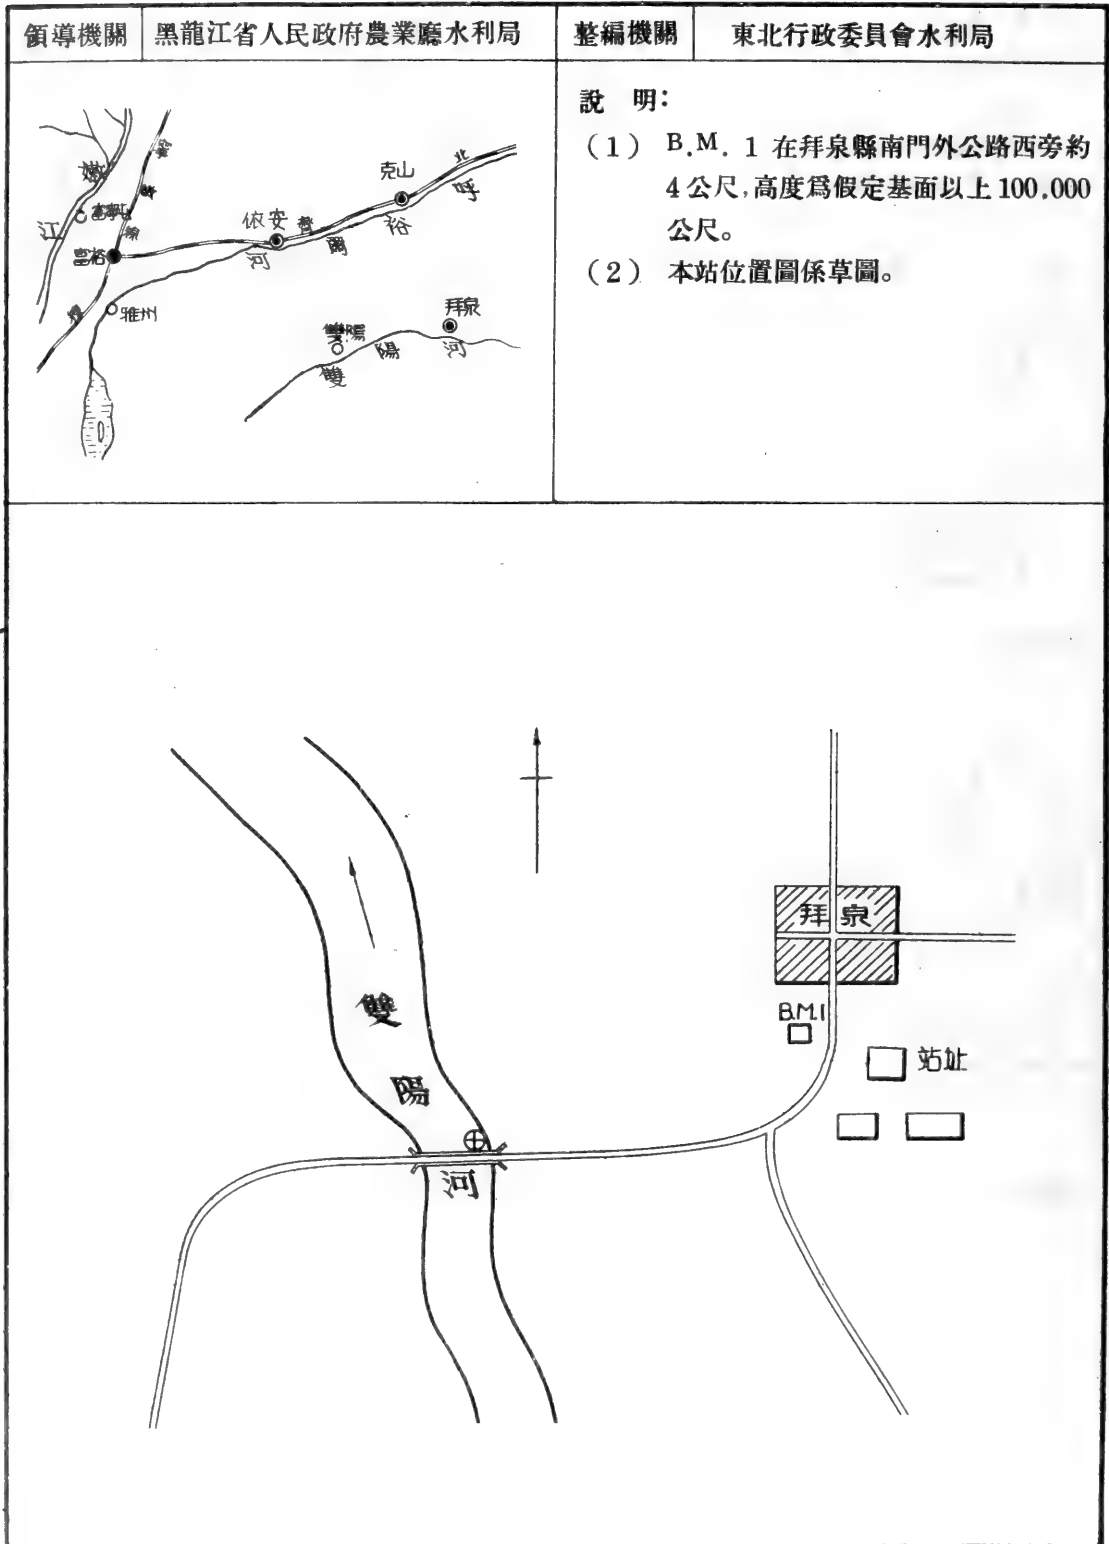 領導機關 黑龍江省人民政府農業廳水利局 整編機關 東北行政委員會水利局
說 明：
（1） B.M. 1 在拜泉縣南門外公路西旁約
4公尺，高度爲假定基面以上100.000
公尺。
（2） 本站位置圖係草圖。
嫩
江
富裕
雅州
依安
克山
北
呼
裕
河
拜泉
雙陽
雙
陽
河
拜泉
B.M.1
站址
雙
陽
河